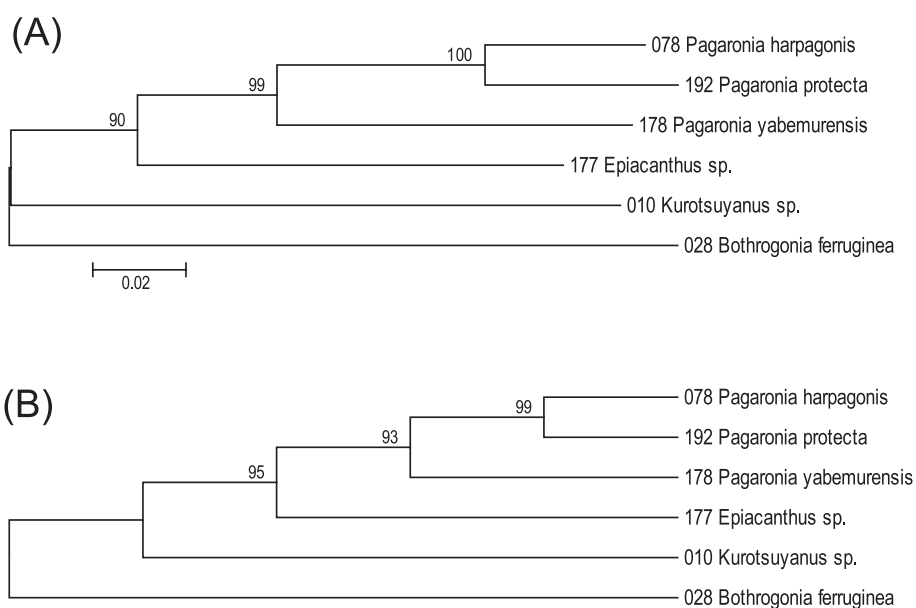 (A)
100
078 Pagaronia harpagonis
192 Pagaronia protecta
99
178 Pagaronia yabemurensis
90
177 Epiacanthus sp.
010 Kurotsuyanus sp.
028 Bothrogonia ferruginea
0.02
(B)
99
078 Pagaronia harpagonis
192 Pagaronia protecta
93
178 Pagaronia yabemurensis
95
177 Epiacanthus sp.
010 Kurotsuyanus sp.
028 Bothrogonia ferruginea